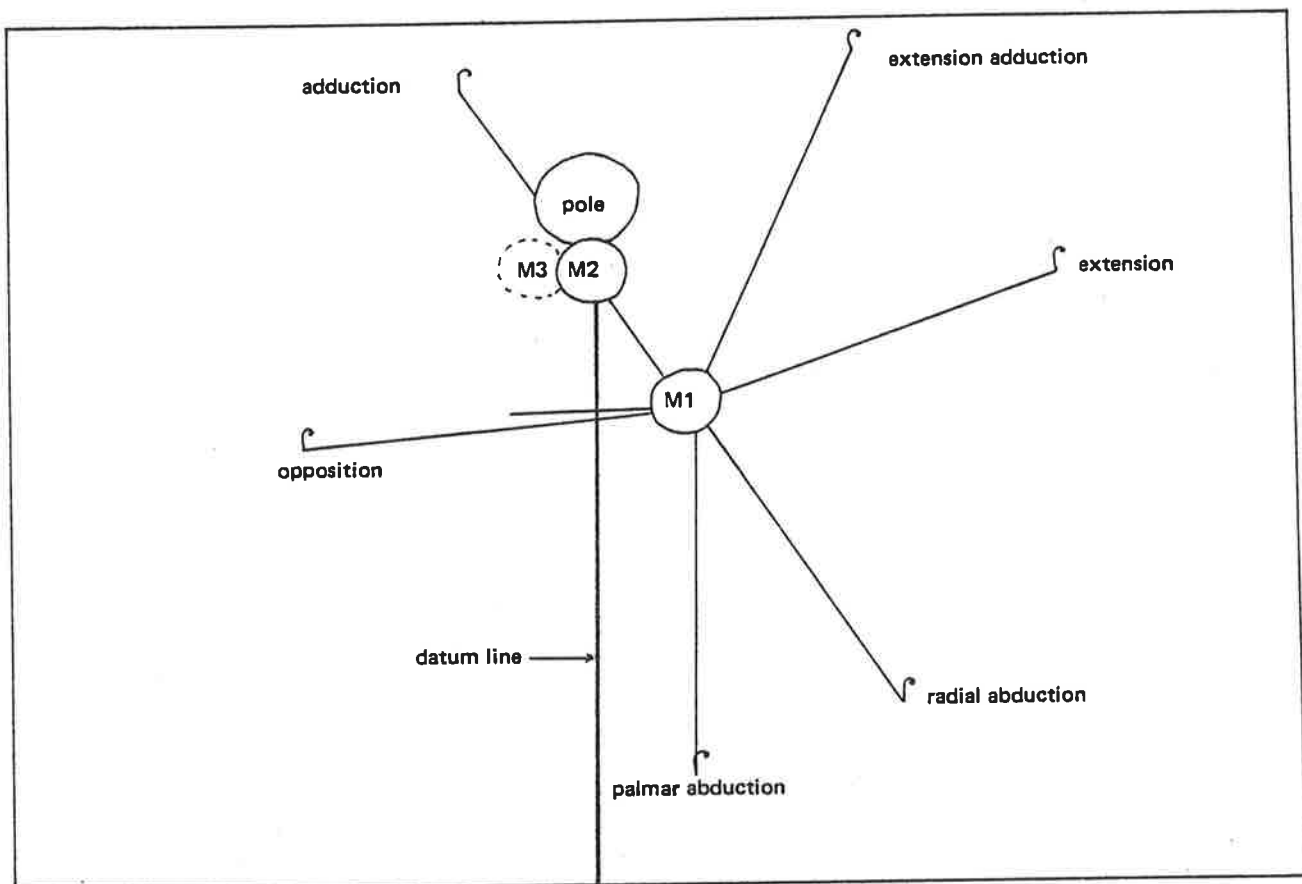 extension adduction
adduction
pole
M3
M2
extension
M1
opposition
datum line
radial abduction
palmar abduction